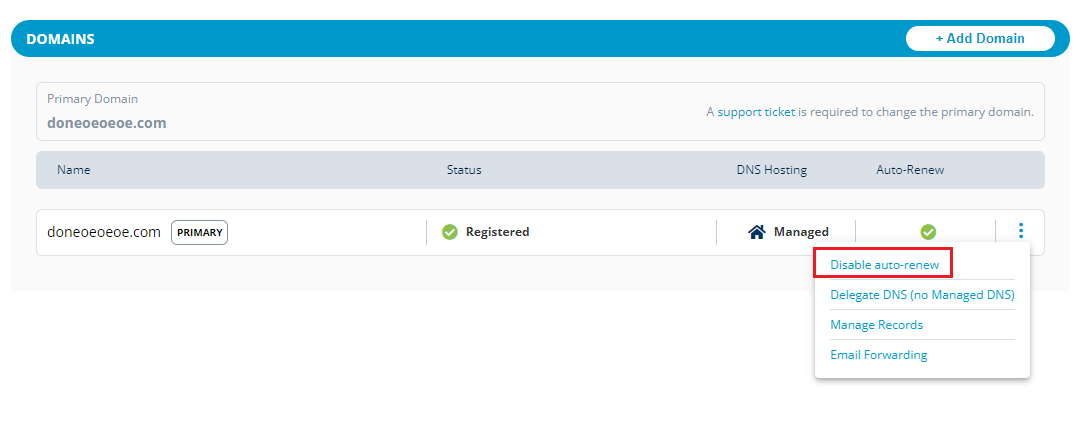 DOMAINS
+ Add Domain
Primary Domain
doneoeoeoe.com
A support ticket is required to change the primary domain.
Name Status DNS Hosting Auto-Renew
doneoeoeoe.com PRIMARY Registered Managed
Disable auto-renew
Delegate DNS (no Managed DNS)
Manage Records
Email Forwarding